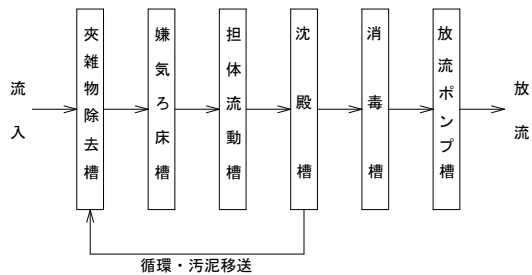 流入
夾雑物除去槽
嫌気ろ床槽
担体流動槽
沈殿槽
消毒槽
放流ポンプ槽
放流
循環・汚泥移送